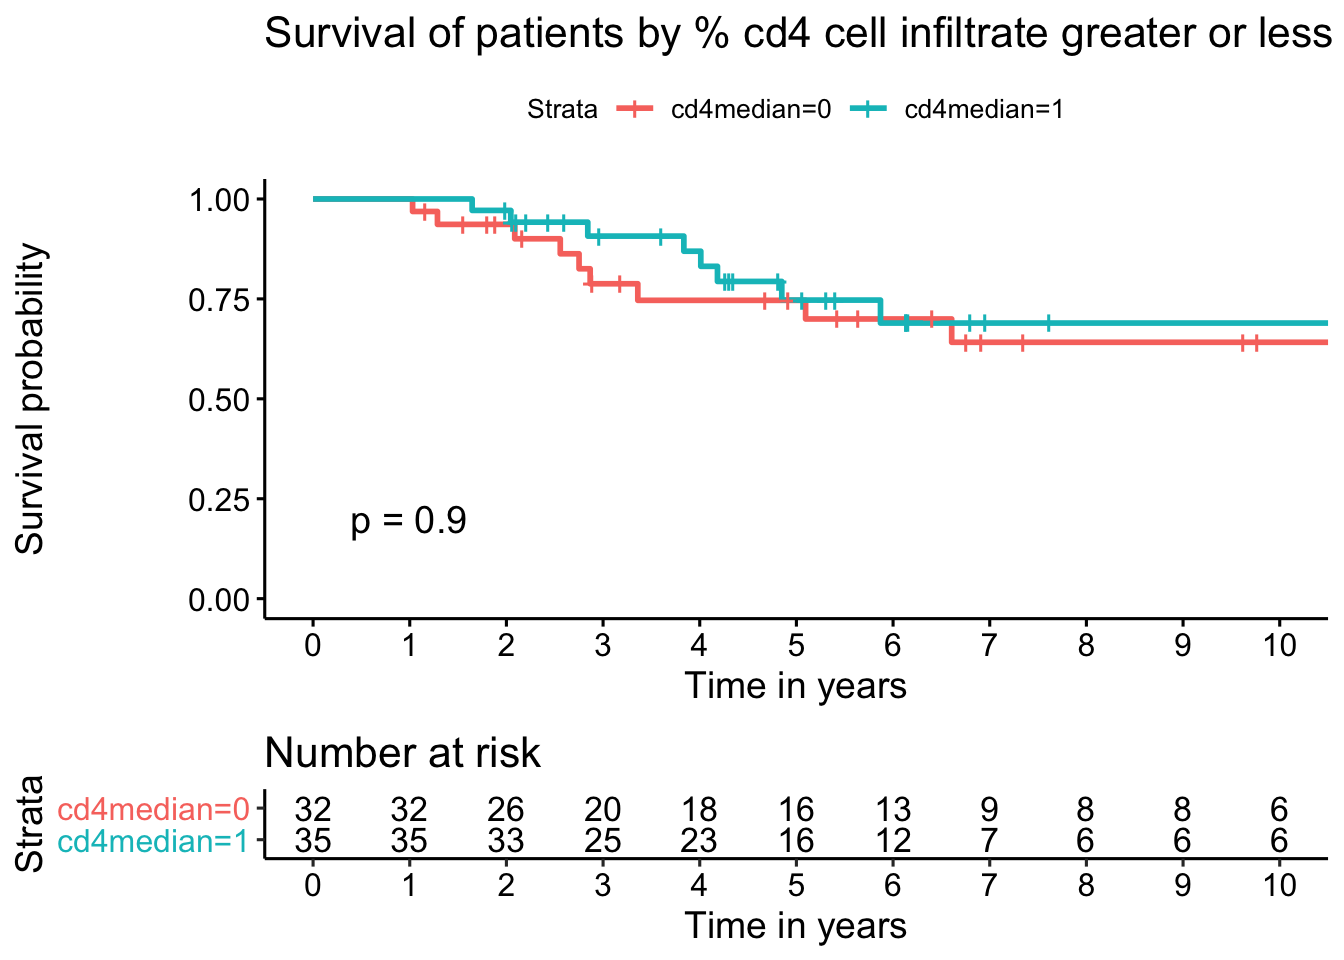 Survival of patients by % cd4 cell infiltrate greater or less
Strata cd4median=0 cd4median=1
Survival probability
1.00
0.75
0.50
0.25
0.00
p = 0.9
0 1 2 3 4 5 6 7 8 9 10
Time in years
Number at risk
Strata
cd4median=0 32 32 26 20 18 16 13 9 8 8 6
cd4median=1 35 35 33 25 23 16 12 7 6 6 6
0 1 2 3 4 5 6 7 8 9 10
Time in years